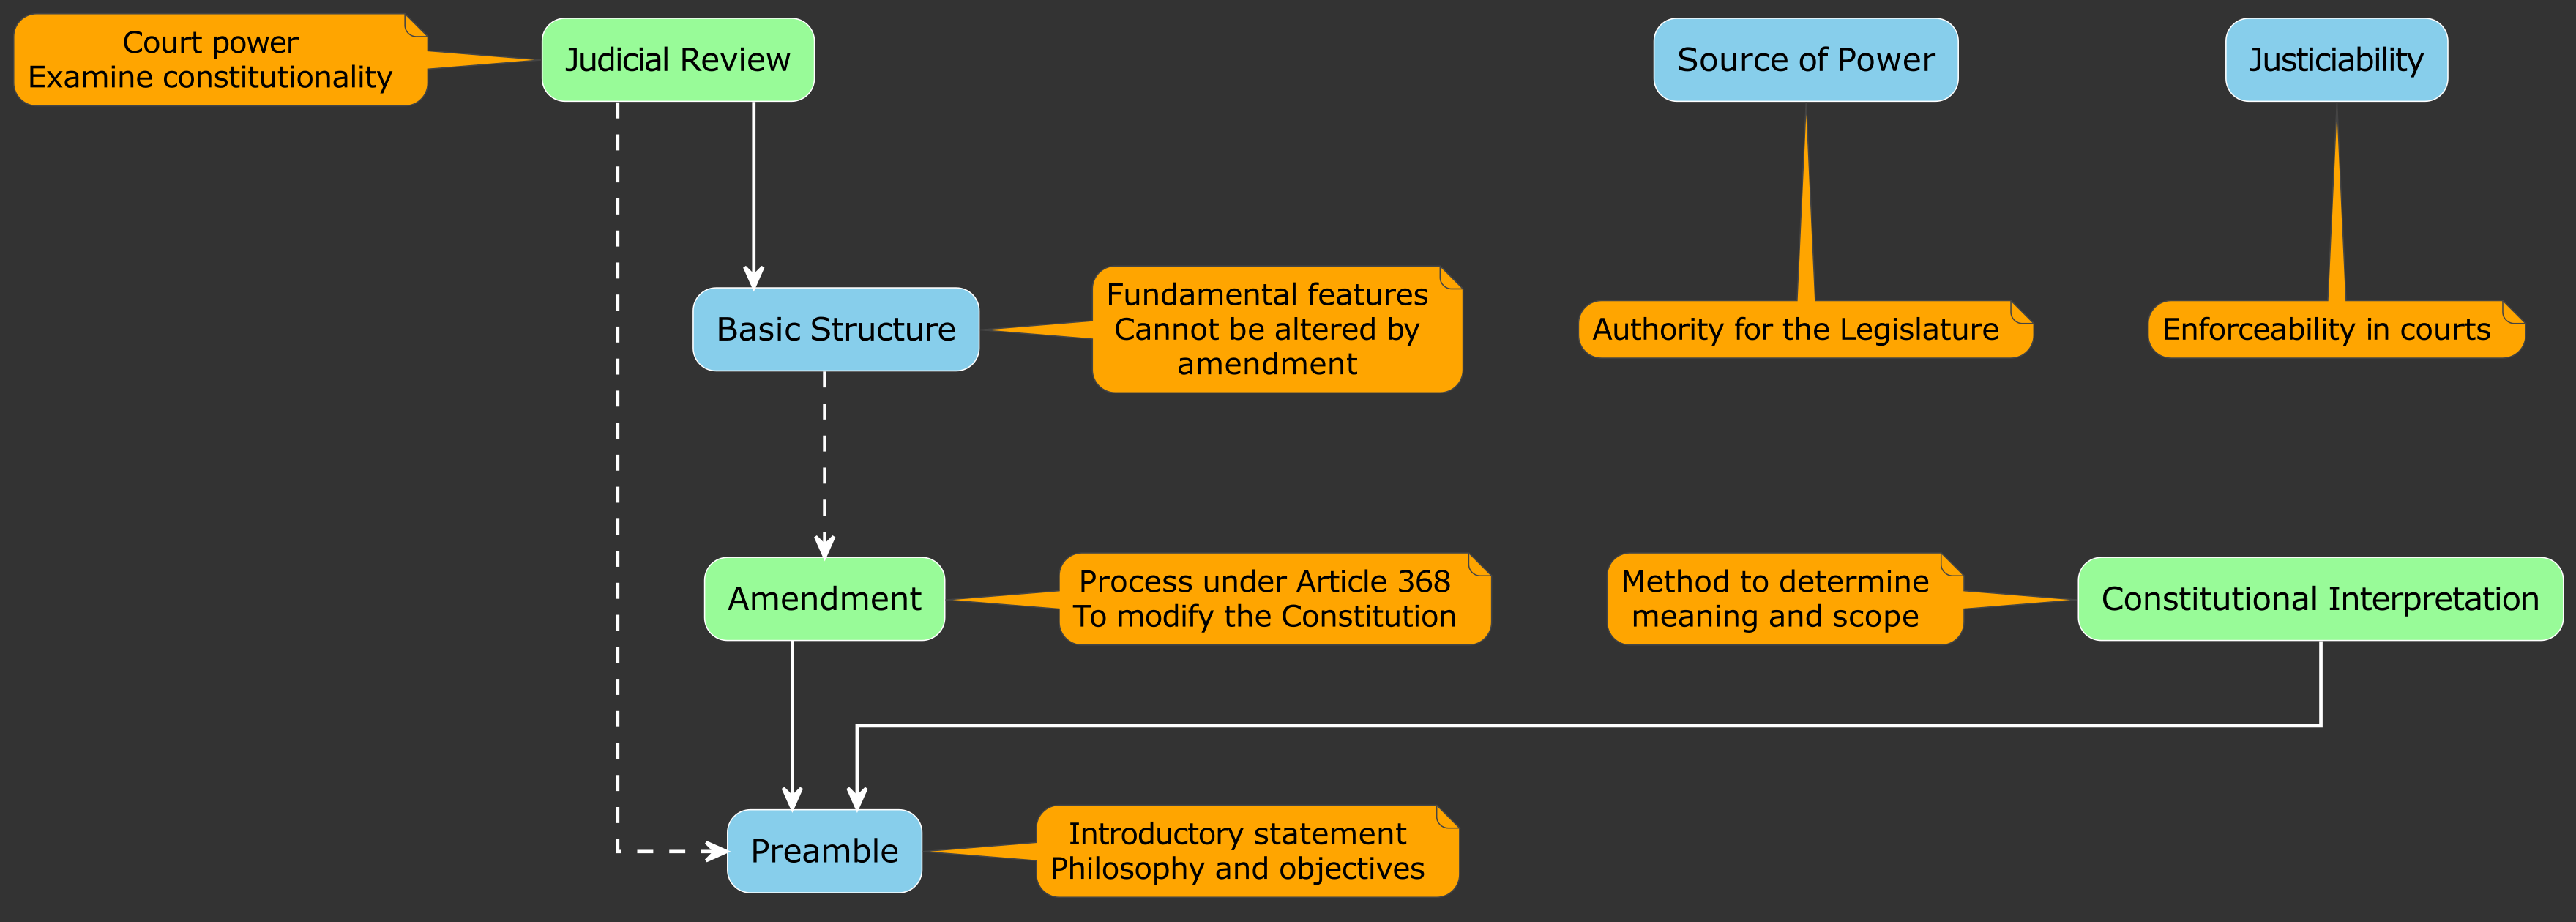 Court power
Examine constitutionality
Judicial Review
Source of Power
Justiciability
Basic Structure
Fundamental features
Cannot be altered by
amendment
Authority for the Legislature
Enforceability in courts
Amendment
Process under Article 368
To modify the Constitution
Method to determine
meaning and scope
Constitutional Interpretation
Preamble
Introductory statement
Philosophy and objectives